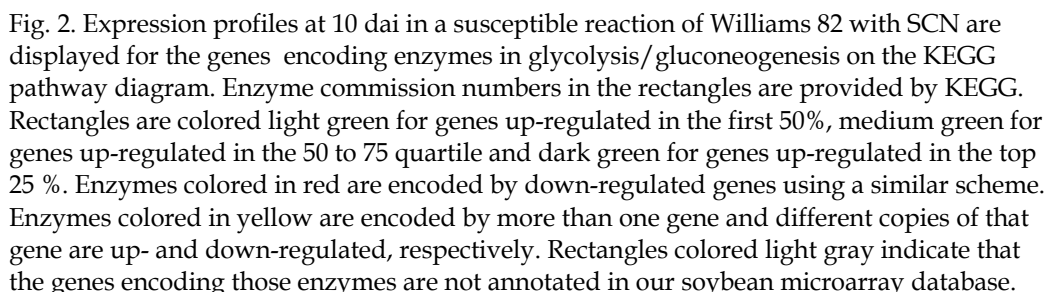 Fig. 2. Expression profiles at 10 dai in a susceptible reaction of Williams 82 with SCN are
displayed for the genes encoding enzymes in glycolysis/gluconeogenesis on the KEGG
pathway diagram. Enzyme commission numbers in the rectangles are provided by KEGG.
Rectangles are colored light green for genes up-regulated in the first 50%, medium green for
genes up-regulated in the 50 to 75 quartile and dark green for genes up-regulated in the top
25 %. Enzymes colored in red are encoded by down-regulated genes using a similar scheme.
Enzymes colored in yellow are encoded by more than one gene and different copies of that
gene are up- and down-regulated, respectively. Rectangles colored light gray indicate that
the genes encoding those enzymes are not annotated in our soybean microarray database.